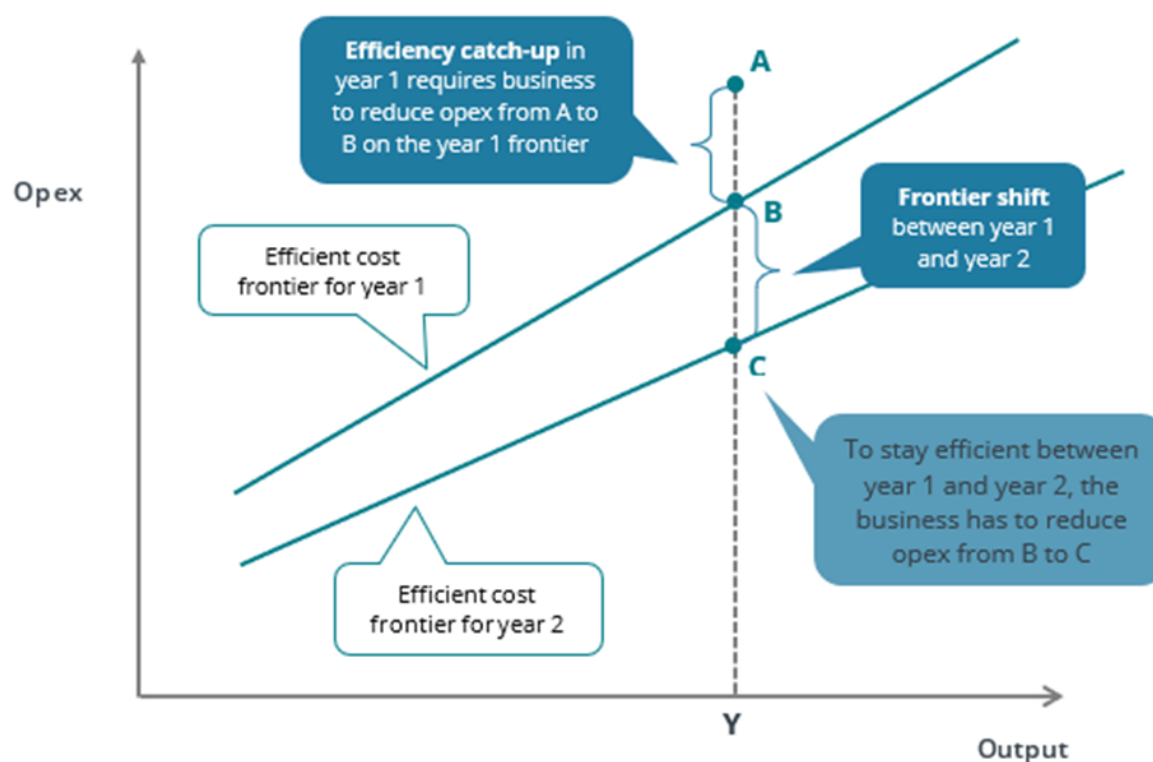 Efficiency catch-up in
year 1 requires business
to reduce opex from A to
B on the year 1 frontier
A
Opex
Frontier shift
between year 1
and year 2
B
Efficient cost
frontier for year 1
C
To stay efficient between
year 1 and year 2, the
business has to reduce
opex from B to C
Efficient cost
frontier for year 2
Y
Output